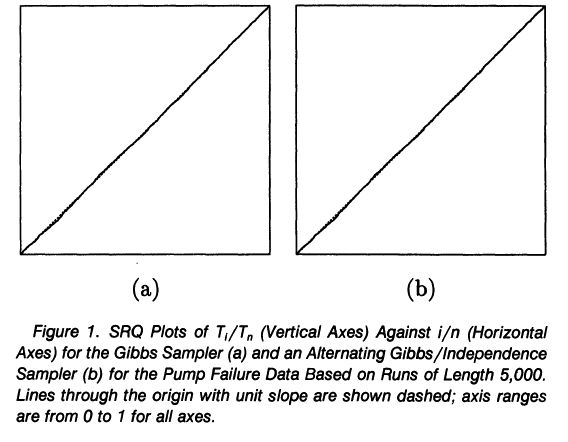 (a)
(b)
Figure 1. SRQ Plots of Ti/Tn (Vertical Axes) Against i/n (Horizontal
Axes) for the Gibbs Sampler (a) and an Alternating Gibbs/Independence
Sampler (b) for the Pump Failure Data Based on Runs of Length 5,000.
Lines through the origin with unit slope are shown dashed; axis ranges
are from 0 to 1 for all axes.